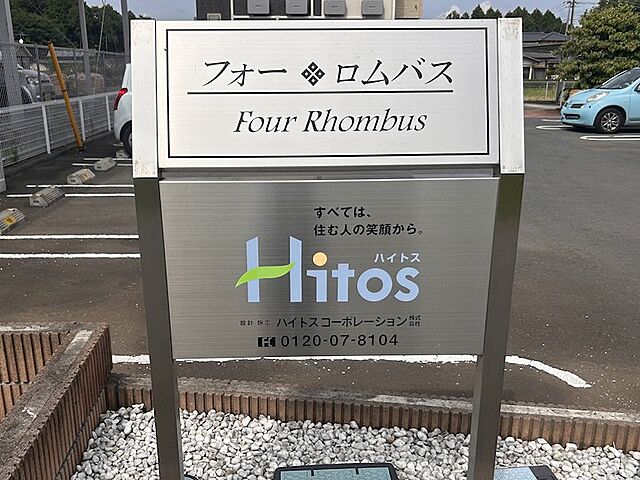 フォー ロムバス
Four Rhombus
すべては、
住む人の笑顔から。
ハイトス
Hitos
設計 施工 ハイトスコーポレーション 株式会社
0120-07-8104